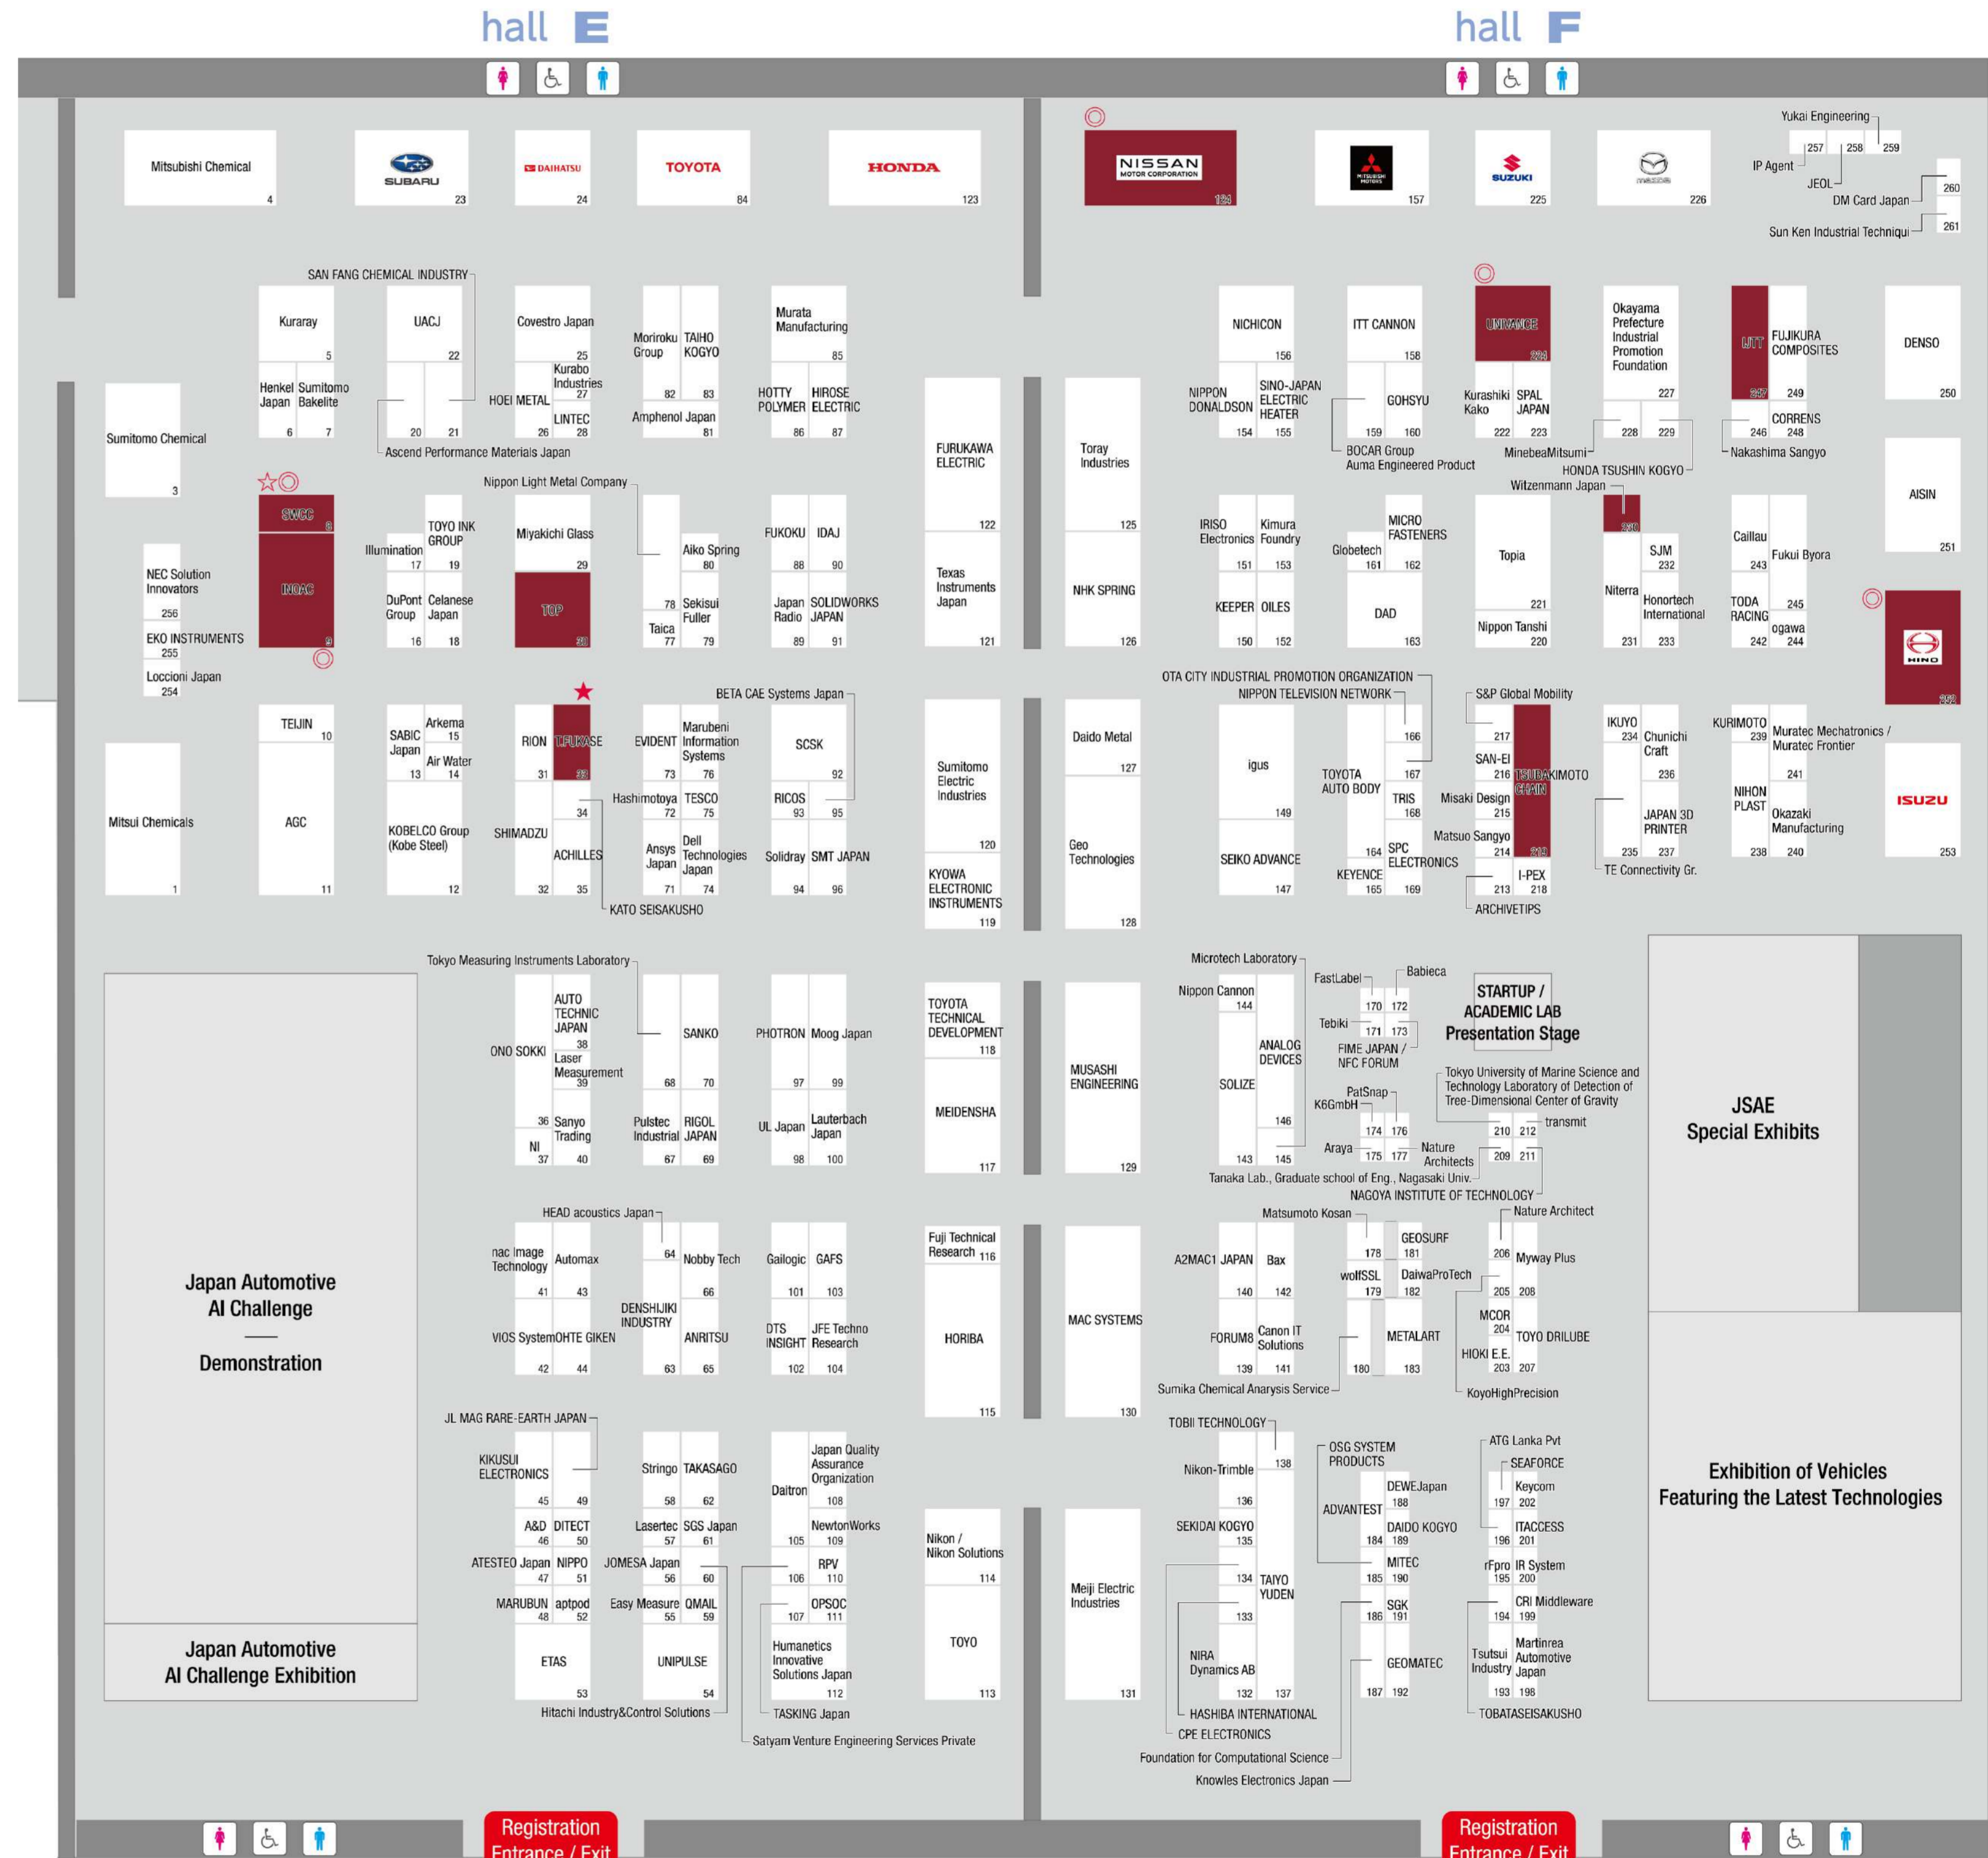 hall E
hall F
Mitsubishi Chemical
4
SUBARU
23
DAIHATSU
24
TOYOTA
84
HONDA
123
NISSAN
MOTOR CORPORATION
124
MITSUBISHI
MOTORS
157
SUZUKI
225
mazda
226
Yukai Engineering
257
258
259
IP Agent
JEOL
260
DM Card Japan
261
Sun Ken Industrial Techniqui
SAN FANG CHEMICAL INDUSTRY
Kuraray
5
Henkel
Japan
6
Sumitomo
Bakelite
7
UACJ
22
20
21
Ascend Performance Materials Japan
Covestro Japan
25
Kurabo
Industries
27
HOEI METAL
26
LINTEC
28
Moriroku
Group
82
TAIHO
KOGYO
83
Amphenol Japan
81
Murata
Manufacturing
85
HOTTY
POLYMER
86
HIROSE
ELECTRIC
87
Sumitomo Chemical
3
FURUKAWA
ELECTRIC
122
Toray
Industries
125
NICHICON
156
NIPPON
DONALDSON
154
SINO-JAPAN
ELECTRIC
HEATER
155
ITT CANNON
158
159
GOHSYU
160
BOCAR Group
Auma Engineered Product
UNIVANCE
224
Kurashiki
Kako
222
SPAL
JAPAN
223
Okayama
Prefecture
Industrial
Promotion
Foundation
227
228
229
MinebeaMitsumi
HONDA TSUSHIN KOGYO
IJTT
247
FUJIKURA
COMPOSITES
249
246
CORRENS
248
Nakashima Sangyo
DENSO
250
AISIN
251
SWCC
8
INOAC
9
NEC Solution
Innovators
256
EKO INSTRUMENTS
255
Loccioni Japan
254
Illumination
17
TOYO INK
GROUP
19
DuPont
Group
16
Celanese
Japan
18
Miyakichi Glass
29
TOP
30
Nippon Light Metal Company
78
Aiko Spring
80
Sekisui
Fuller
79
Taica
77
FUKOKU
88
IDAJ
90
Japan
Radio
89
SOLIDWORKS
JAPAN
91
Texas
Instruments
Japan
121
NHK SPRING
126
IRISO
Electronics
151
Kimura
Foundry
153
KEEPER
150
OILES
152
Globetech
161
MICRO
FASTENERS
162
DAD
163
Topia
221
Nippon Tanshi
220
Witzenmann Japan
230
Niterra
231
SJM
232
Honortech
International
233
Caillau
243
Fukui Byora
245
TODA
RACING
242
ogawa
244
HINO
252
TEIJIN
10
AGC
11
Mitsui Chemicals
1
SABIC
Japan
13
Arkema
15
Air Water
14
KOBELCO Group
(Kobe Steel)
12
RION
31
T.FUKASE
33
34
SHIMADZU
32
ACHILLES
35
KATO SEISAKUSHO
EVIDENT
73
Marubeni
Information
Systems
76
Hashimotoya
72
TESCO
75
Ansys
Japan
71
Dell
Technologies
Japan
74
BETA CAE Systems Japan
SCSK
92
RICOS
93
95
Solidray
94
SMT JAPAN
96
Sumitomo
Electric
Industries
120
KYOWA
ELECTRONIC
INSTRUMENTS
119
Daido Metal
127
Geo
Technologies
128
igus
149
SEIKO ADVANCE
147
OTA CITY INDUSTRIAL PROMOTION ORGANIZATION
NIPPON TELEVISION NETWORK
166
167
TOYOTA
AUTO BODY
164
TRIS
168
KEYENCE
165
SPC
ELECTRONICS
169
S&P Global Mobility
217
SAN-EI
216
Misaki Design
215
Matsuo Sangyo
214
TSUBAKIMOTO
CHAIN
219
213
I-PEX
218
ARCHIVETIPS
IKUYO
234
Chunichi
Craft
236
235
JAPAN 3D
PRINTER
237
TE Connectivity Gr.
KURIMOTO
239
Muratec Mechatronics /
Muratec Frontier
241
NIHON
PLAST
238
Okazaki
Manufacturing
240
ISUZU
253
Tokyo Measuring Instruments Laboratory
AUTO
TECHNIC
JAPAN
38
ONO SOKKI
36
Laser
Measurement
39
NI
37
Sanyo
Trading
40
68
SANKO
70
Pulstec
Industrial
67
RIGOL
JAPAN
69
PHOTRON
97
Moog Japan
99
UL Japan
98
Lauterbach
Japan
100
TOYOTA
TECHNICAL
DEVELOPMENT
118
MEIDENSHA
117
MUSASHI
ENGINEERING
129
Microtech Laboratory
Nippon Cannon
144
SOLIZE
143
ANALOG
DEVICES
146
145
FastLabel
Babieca
170
172
Tebiki
171
173
FIME JAPAN /
NFC FORUM
PatSnap
K6GmbH
174
176
Araya
175
177
Nature
Architects
STARTUP /
ACADEMIC LAB
Presentation Stage
Tokyo University of Marine Science and
Technology Laboratory of Detection of
Tree-Dimensional Center of Gravity
210
212
transmit
209
211
Tanaka Lab., Graduate school of Eng., Nagasaki Univ.
NAGOYA INSTITUTE OF TECHNOLOGY
JSAE
Special Exhibits
Japan Automotive
AI Challenge
Demonstration
HEAD acoustics Japan
nac Image
Technology
41
Automax
43
VIOS System
42
OHTE GIKEN
44
64
Nobby Tech
66
DENSHIJIKI
INDUSTRY
63
ANRITSU
65
Gailogic
101
GAFS
103
DTS
INSIGHT
102
JFE Techno
Research
104
Fuji Technical
Research
116
HORIBA
115
MAC SYSTEMS
130
A2MAC1 JAPAN
140
Bax
142
FORUM8
139
Canon IT
Solutions
141
Matsumoto Kosan
178
GEOSURF
181
wolfSSL
179
DaiwaProTech
182
180
METALART
183
Sumika Chemical Anarysis Service
Nature Architect
206
Myway Plus
205
208
MCOR
204
TOYO DRILUBE
HIOKI E.E.
203
207
KoyoHighPrecision
JL MAG RARE-EARTH JAPAN
KIKUSUI
ELECTRONICS
45
49
A&D
46
DITECT
50
ATESTEO Japan
47
NIPPO
51
MARUBUN
48
aptpod
52
ETAS
53
Stringo
58
TAKASAGO
62
Lasertec
57
SGS Japan
61
JOMESA Japan
56
60
Easy Measure
55
QMAIL
59
UNIPULSE
54
Hitachi Industry&Control Solutions
Daitron
105
Japan Quality
Assurance
Organization
108
NewtonWorks
109
106
RPV
110
107
OPSOC
111
Humanetics
Innovative
Solutions Japan
112
TASKING Japan
Satyam Venture Engineering Services Private
Nikon /
Nikon Solutions
114
TOYO
113
Meiji Electric
Industries
131
TOBII TECHNOLOGY
138
Nikon-Trimble
136
SEKIDAI KOGYO
135
134
TAIYO
YUDEN
133
NIRA
Dynamics AB
132
137
HASHIBA INTERNATIONAL
CPE ELECTRONICS
OSG SYSTEM
PRODUCTS
ADVANTEST
184
DEWEJapan
188
DAIDO KOGYO
189
MITEC
185
190
SGK
186
191
GEOMATEC
187
192
Foundation for Computational Science
Knowles Electronics Japan
ATG Lanka Pvt
SEAFORCE
197
Keycom
202
196
ITACCESS
201
rFpro
195
IR System
200
194
CRI Middleware
199
Tsutsui
Industry
193
Martinrea
Automotive
Japan
198
TOBATASEISAKUSHO
Exhibition of Vehicles
Featuring the Latest Technologies
Japan Automotive
AI Challenge Exhibition
Registration
Entrance / Exit
Registration
Entrance / Exit